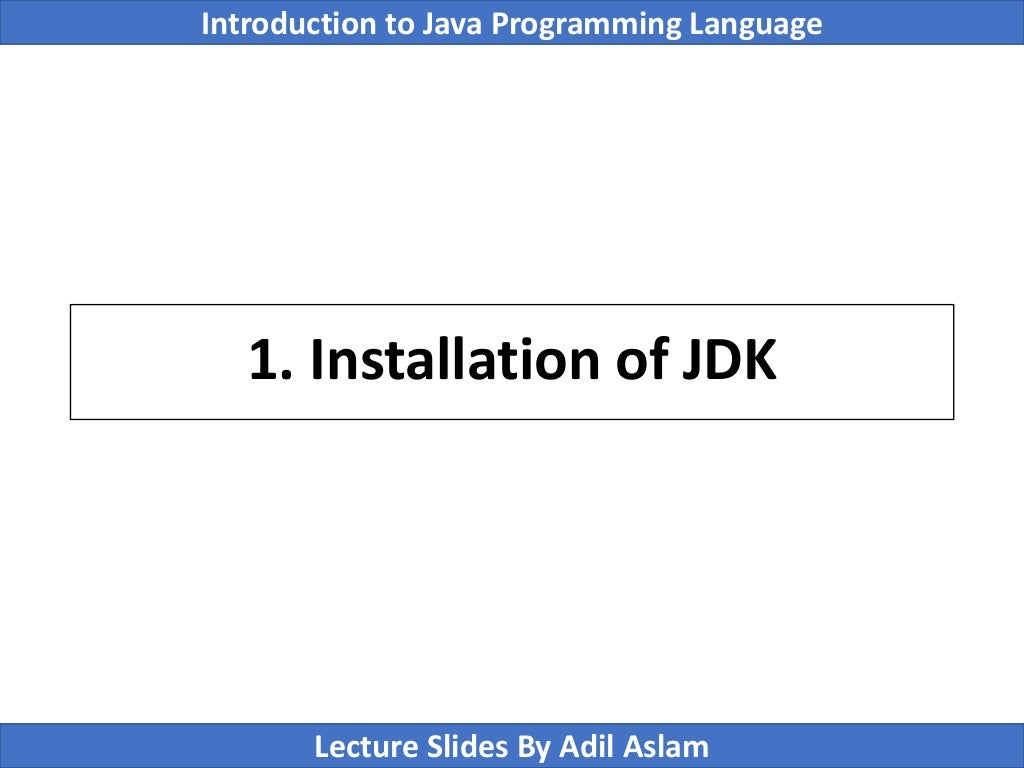 Introduction to Java Programming Language
1. Installation of JDK
Lecture Slides By Adil Aslam